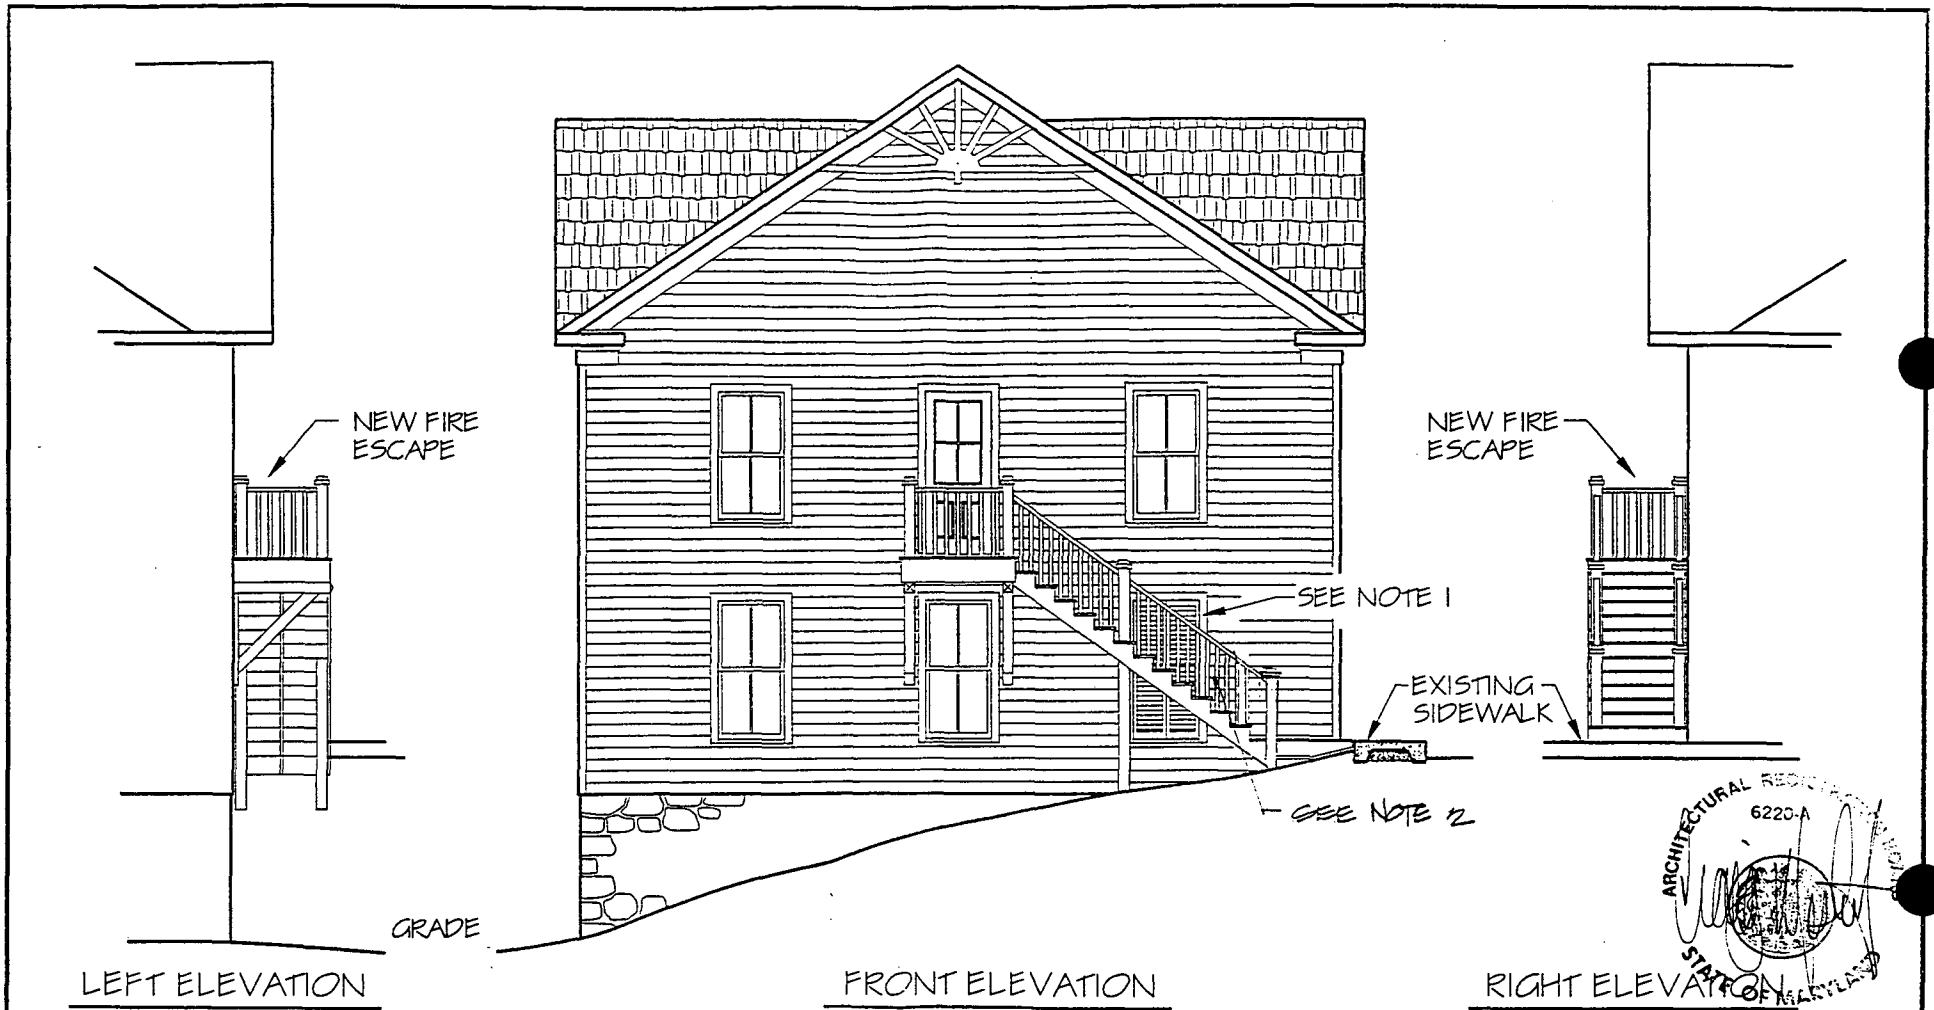 NEW FIRE
ESCAPE
NEW FIRE
ESCAPE
SEE NOTE 1
EXISTING
SIDEWALK
SEE NOTE 2
GRADE
ARCHITECTURAL
6220-A
STATE OF MARYLAND
LEFT ELEVATION
FRONT ELEVATION
RIGHT ELEVATION